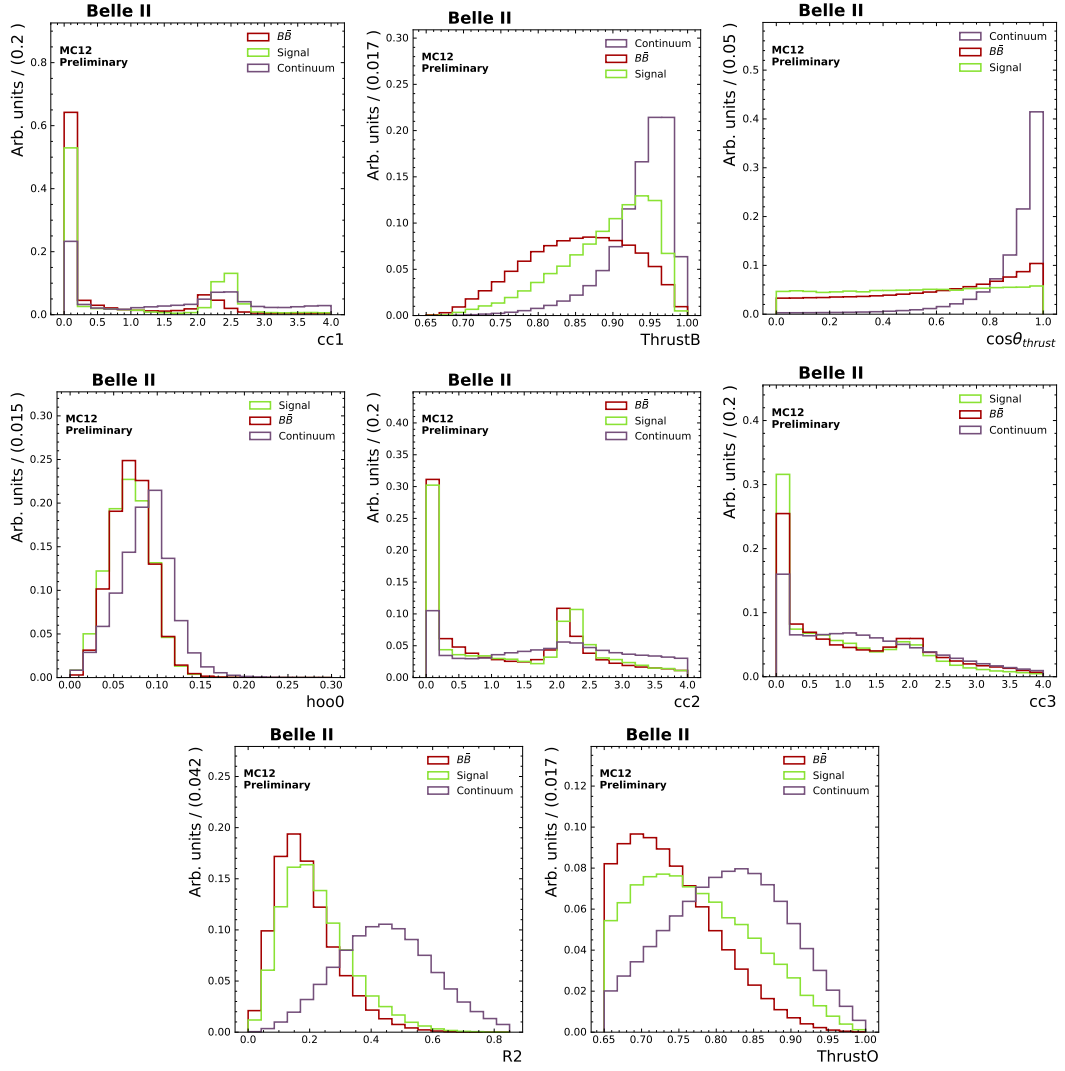 Belle II
Arb. units / (0.2 )
MC12
Preliminary
BB̄
Signal
Continuum
0.8
0.6
0.4
0.2
0.0
0.0 0.5 1.0 1.5 2.0 2.5 3.0 3.5 4.0
cc1
Belle II
Arb. units / (0.017 )
MC12
Preliminary
Continuum
BB̄
Signal
0.30
0.25
0.20
0.15
0.10
0.05
0.00
0.65 0.70 0.75 0.80 0.85 0.90 0.95 1.00
ThrustB
Belle II
Arb. units / (0.05 )
MC12
Preliminary
Continuum
BB̄
Signal
0.5
0.4
0.3
0.2
0.1
0.0
0.0 0.2 0.4 0.6 0.8 1.0
cosθthrust
Belle II
Arb. units / (0.015 )
MC12
Preliminary
Signal
BB̄
Continuum
0.30
0.25
0.20
0.15
0.10
0.05
0.00
0.00 0.05 0.10 0.15 0.20 0.25 0.30
hoo0
Belle II
Arb. units / (0.2 )
MC12
Preliminary
BB̄
Signal
Continuum
0.40
0.35
0.30
0.25
0.20
0.15
0.10
0.05
0.00
0.0 0.5 1.0 1.5 2.0 2.5 3.0 3.5 4.0
cc2
Belle II
Arb. units / (0.2 )
MC12
Preliminary
Signal
BB̄
Continuum
0.4
0.3
0.2
0.1
0.0
0.0 0.5 1.0 1.5 2.0 2.5 3.0 3.5 4.0
cc3
Belle II
Arb. units / (0.042 )
MC12
Preliminary
BB̄
Signal
Continuum
0.25
0.20
0.15
0.10
0.05
0.00
0.0 0.2 0.4 0.6 0.8
R2
Belle II
Arb. units / (0.017 )
MC12
Preliminary
BB̄
Signal
Continuum
0.12
0.10
0.08
0.06
0.04
0.02
0.00
0.65 0.70 0.75 0.80 0.85 0.90 0.95 1.00
ThrustO